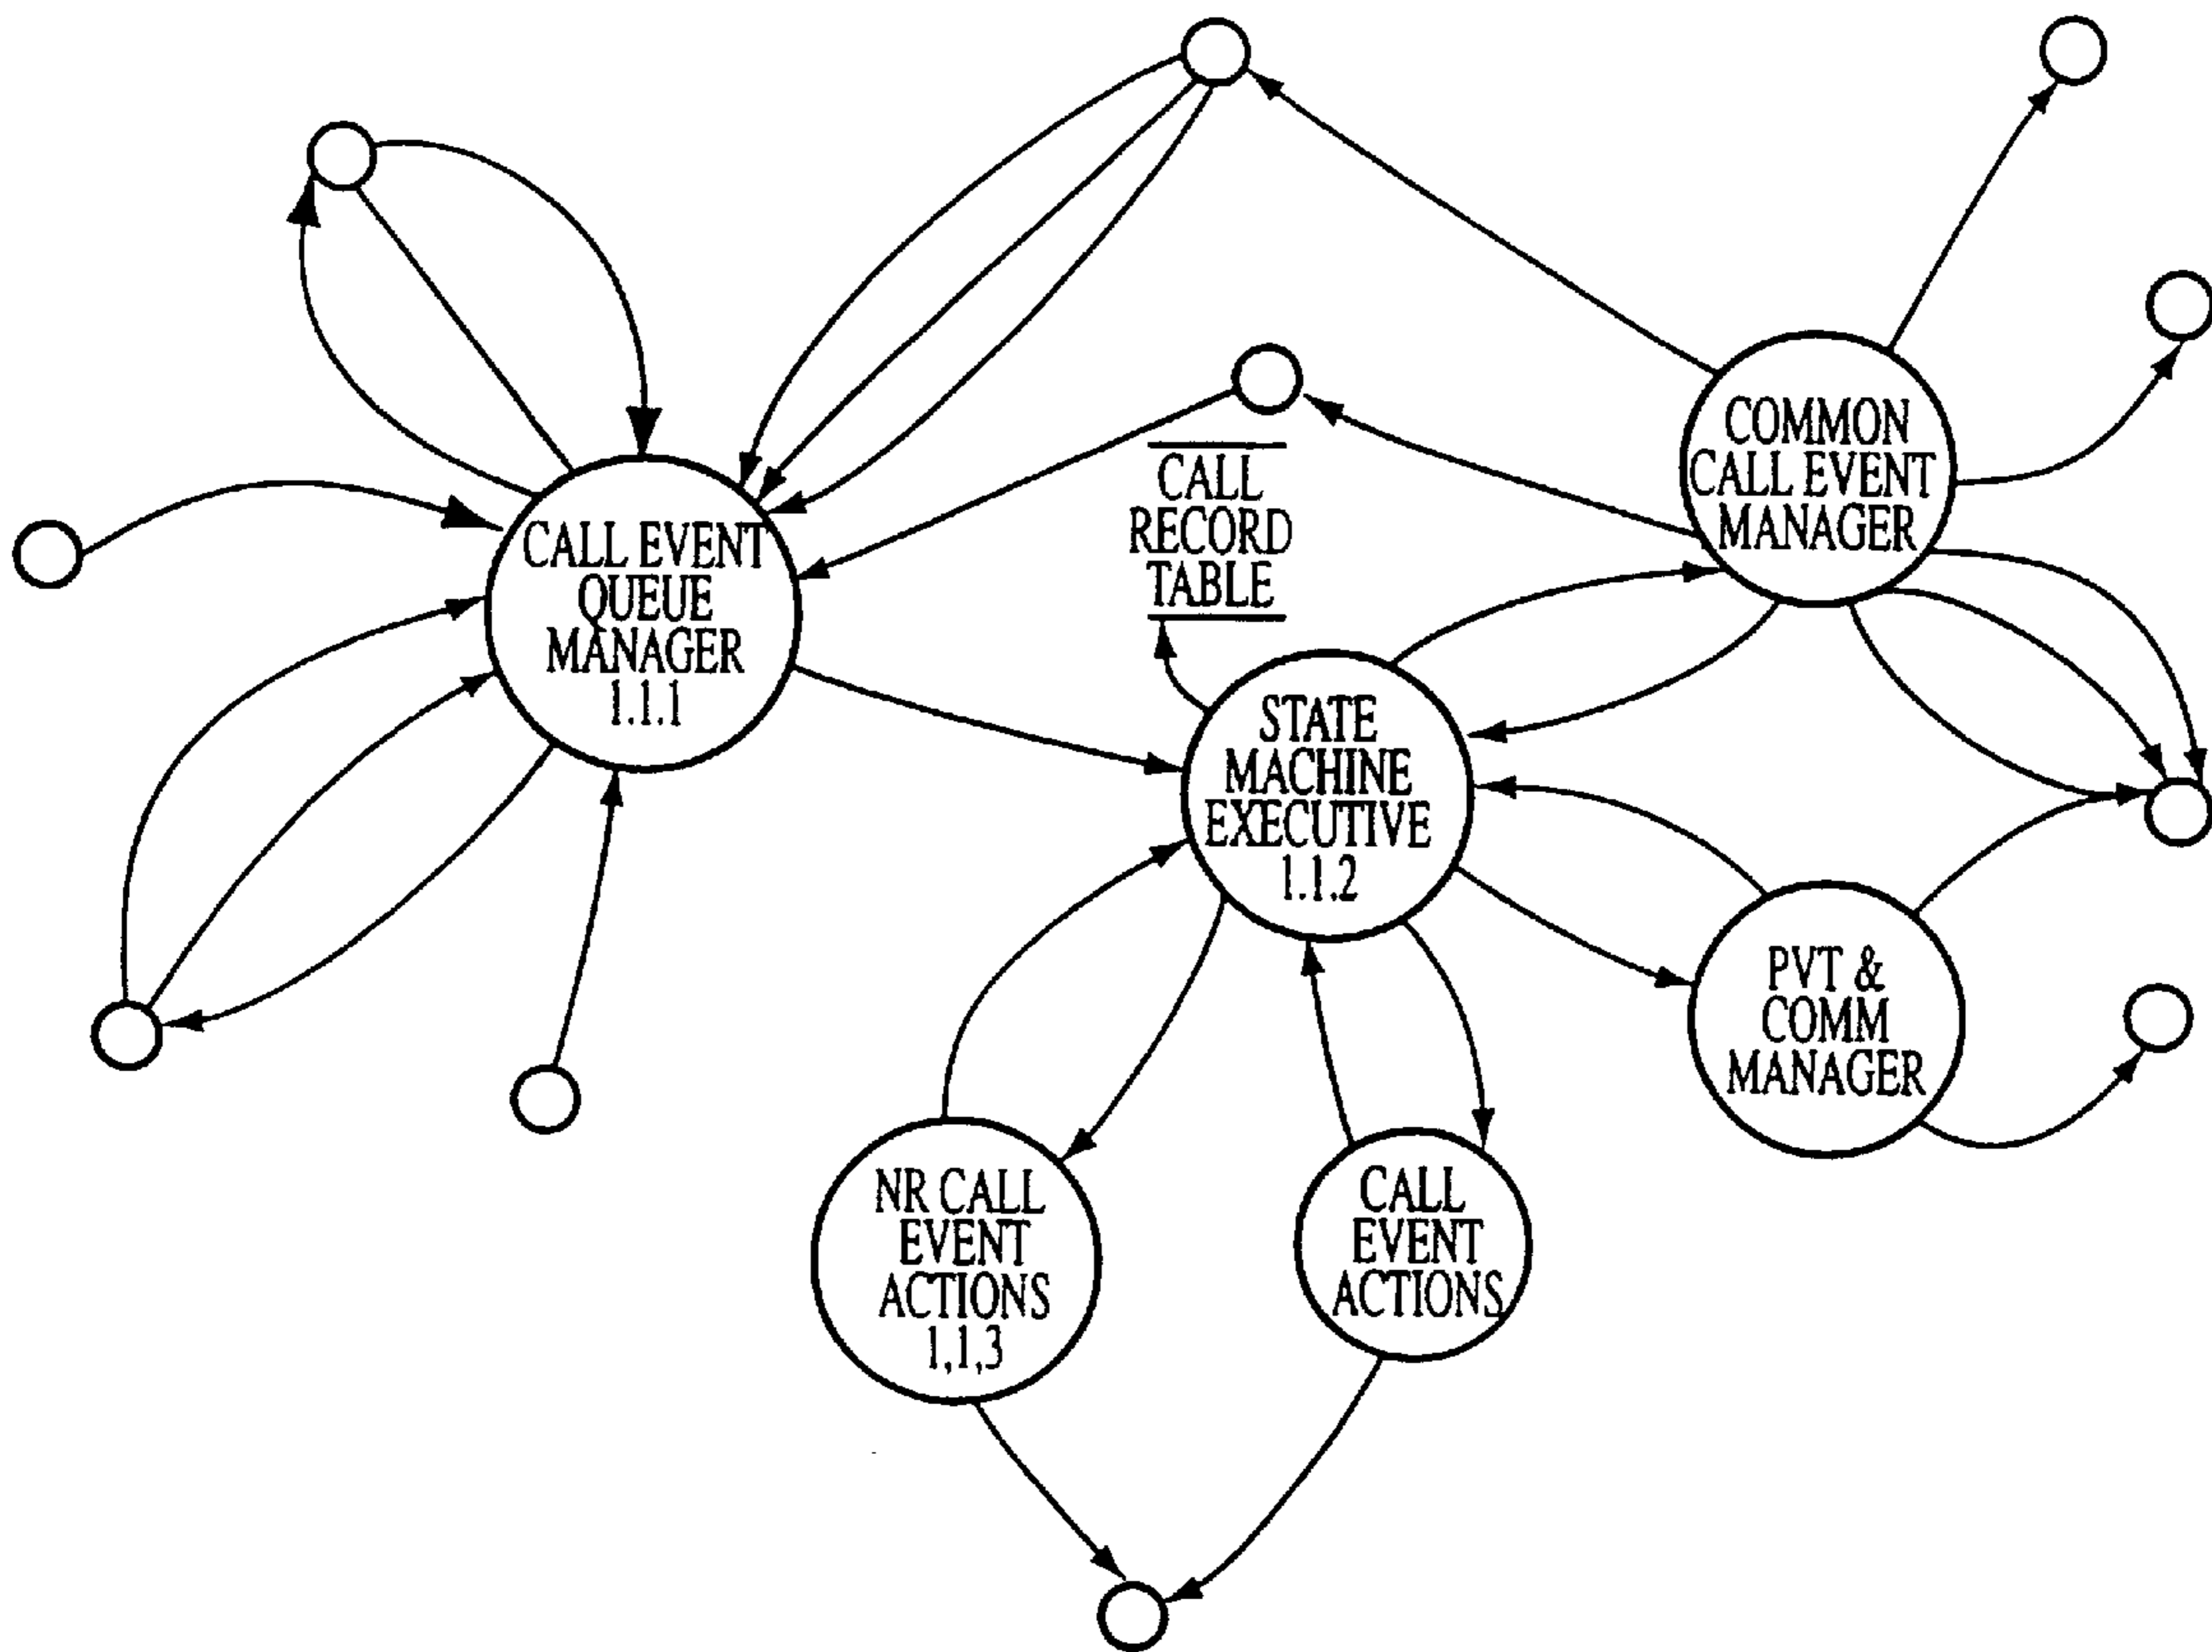 CALL EVENT
QUEUE
MANAGER
1.1.1
CALL
RECORD
TABLE
COMMON
CALL EVENT
MANAGER
STATE
MACHINE
EXECUTIVE
1.1.2
PVT &
COMM
MANAGER
NR CALL
EVENT
ACTIONS
1,1,3
CALL
EVENT
ACTIONS